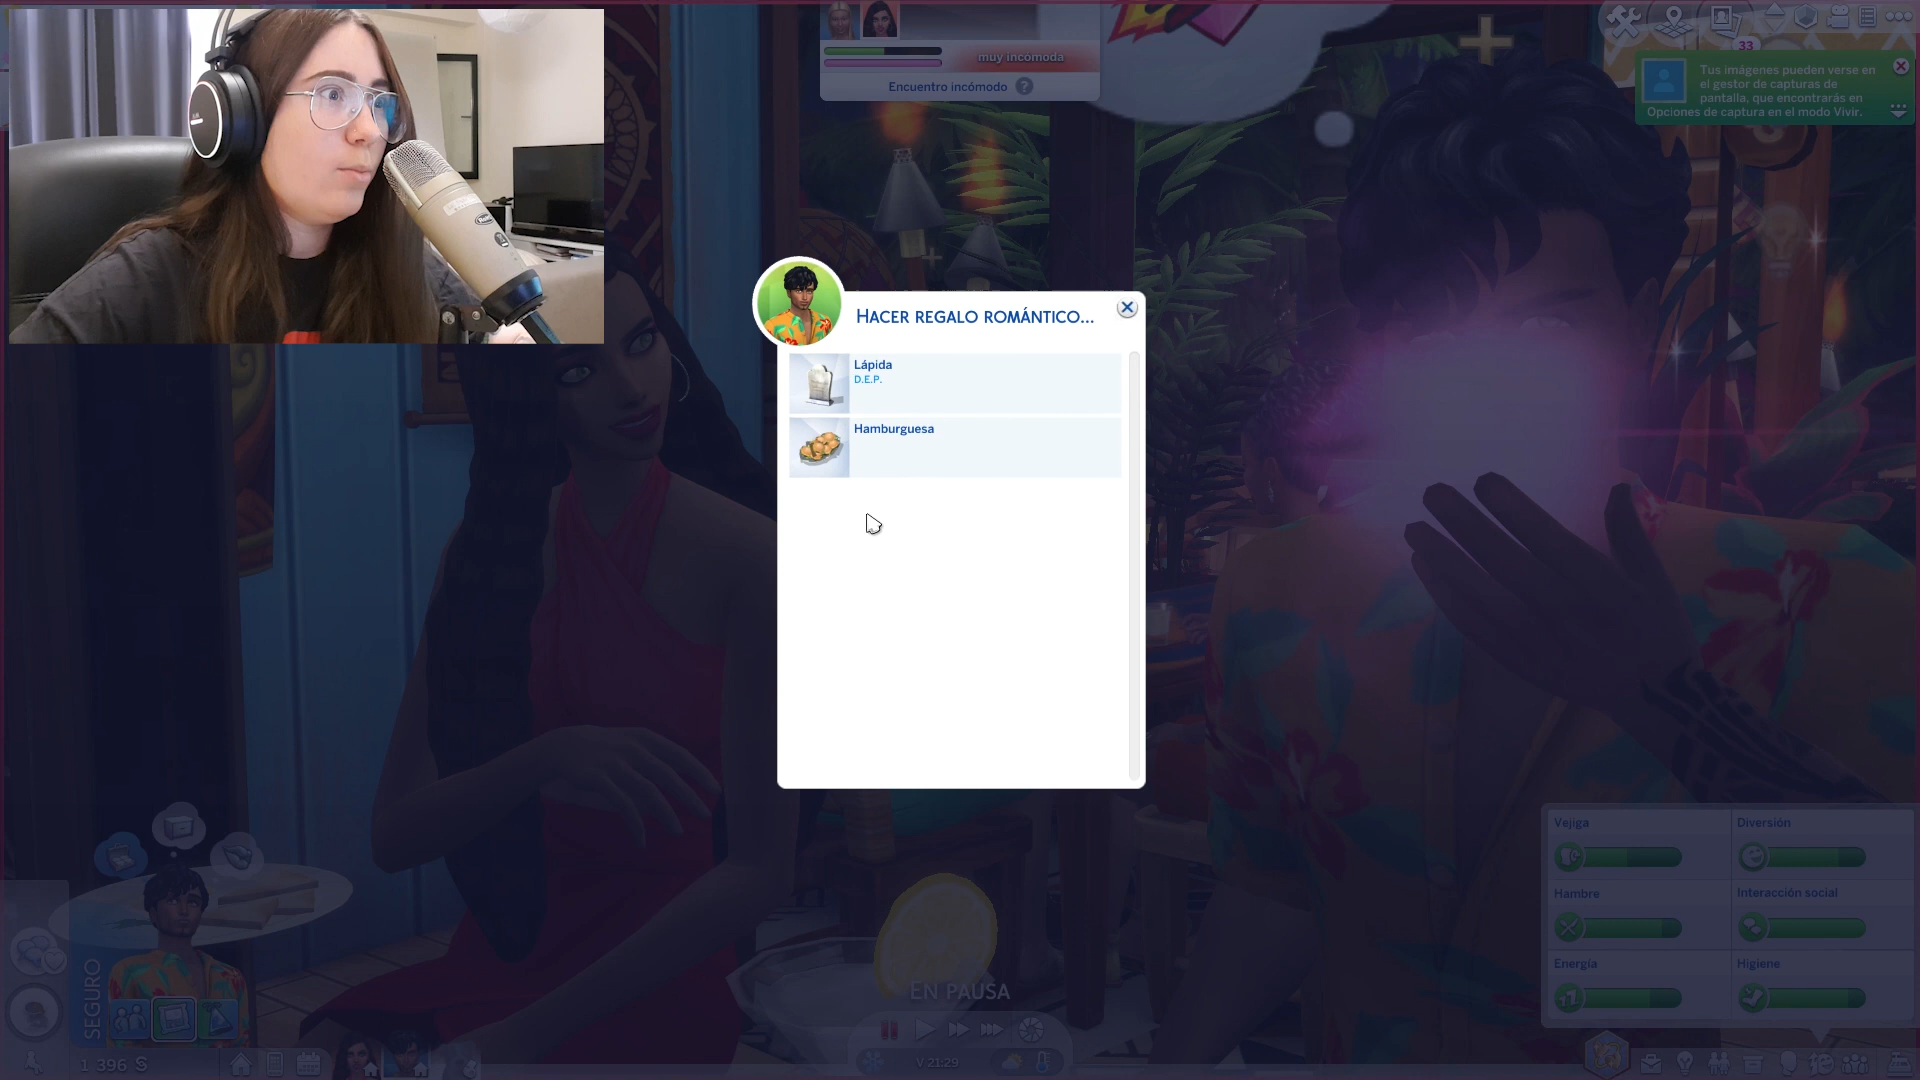 muy incómoda
Encuentro incómodo
?
33
Tus imágenes pueden verse en
el gestor de capturas de
pantalla, que encontrarás en
Opciones de captura en el modo Vivir.
HACER REGALO ROMÁNTICO...
Lápida
D.E.P.
Hamburguesa
Vejiga
Diversión
Hambre
Interacción social
Energía
Higiene
SEGURO
EN PAUSA
1 396 S
V 21:29